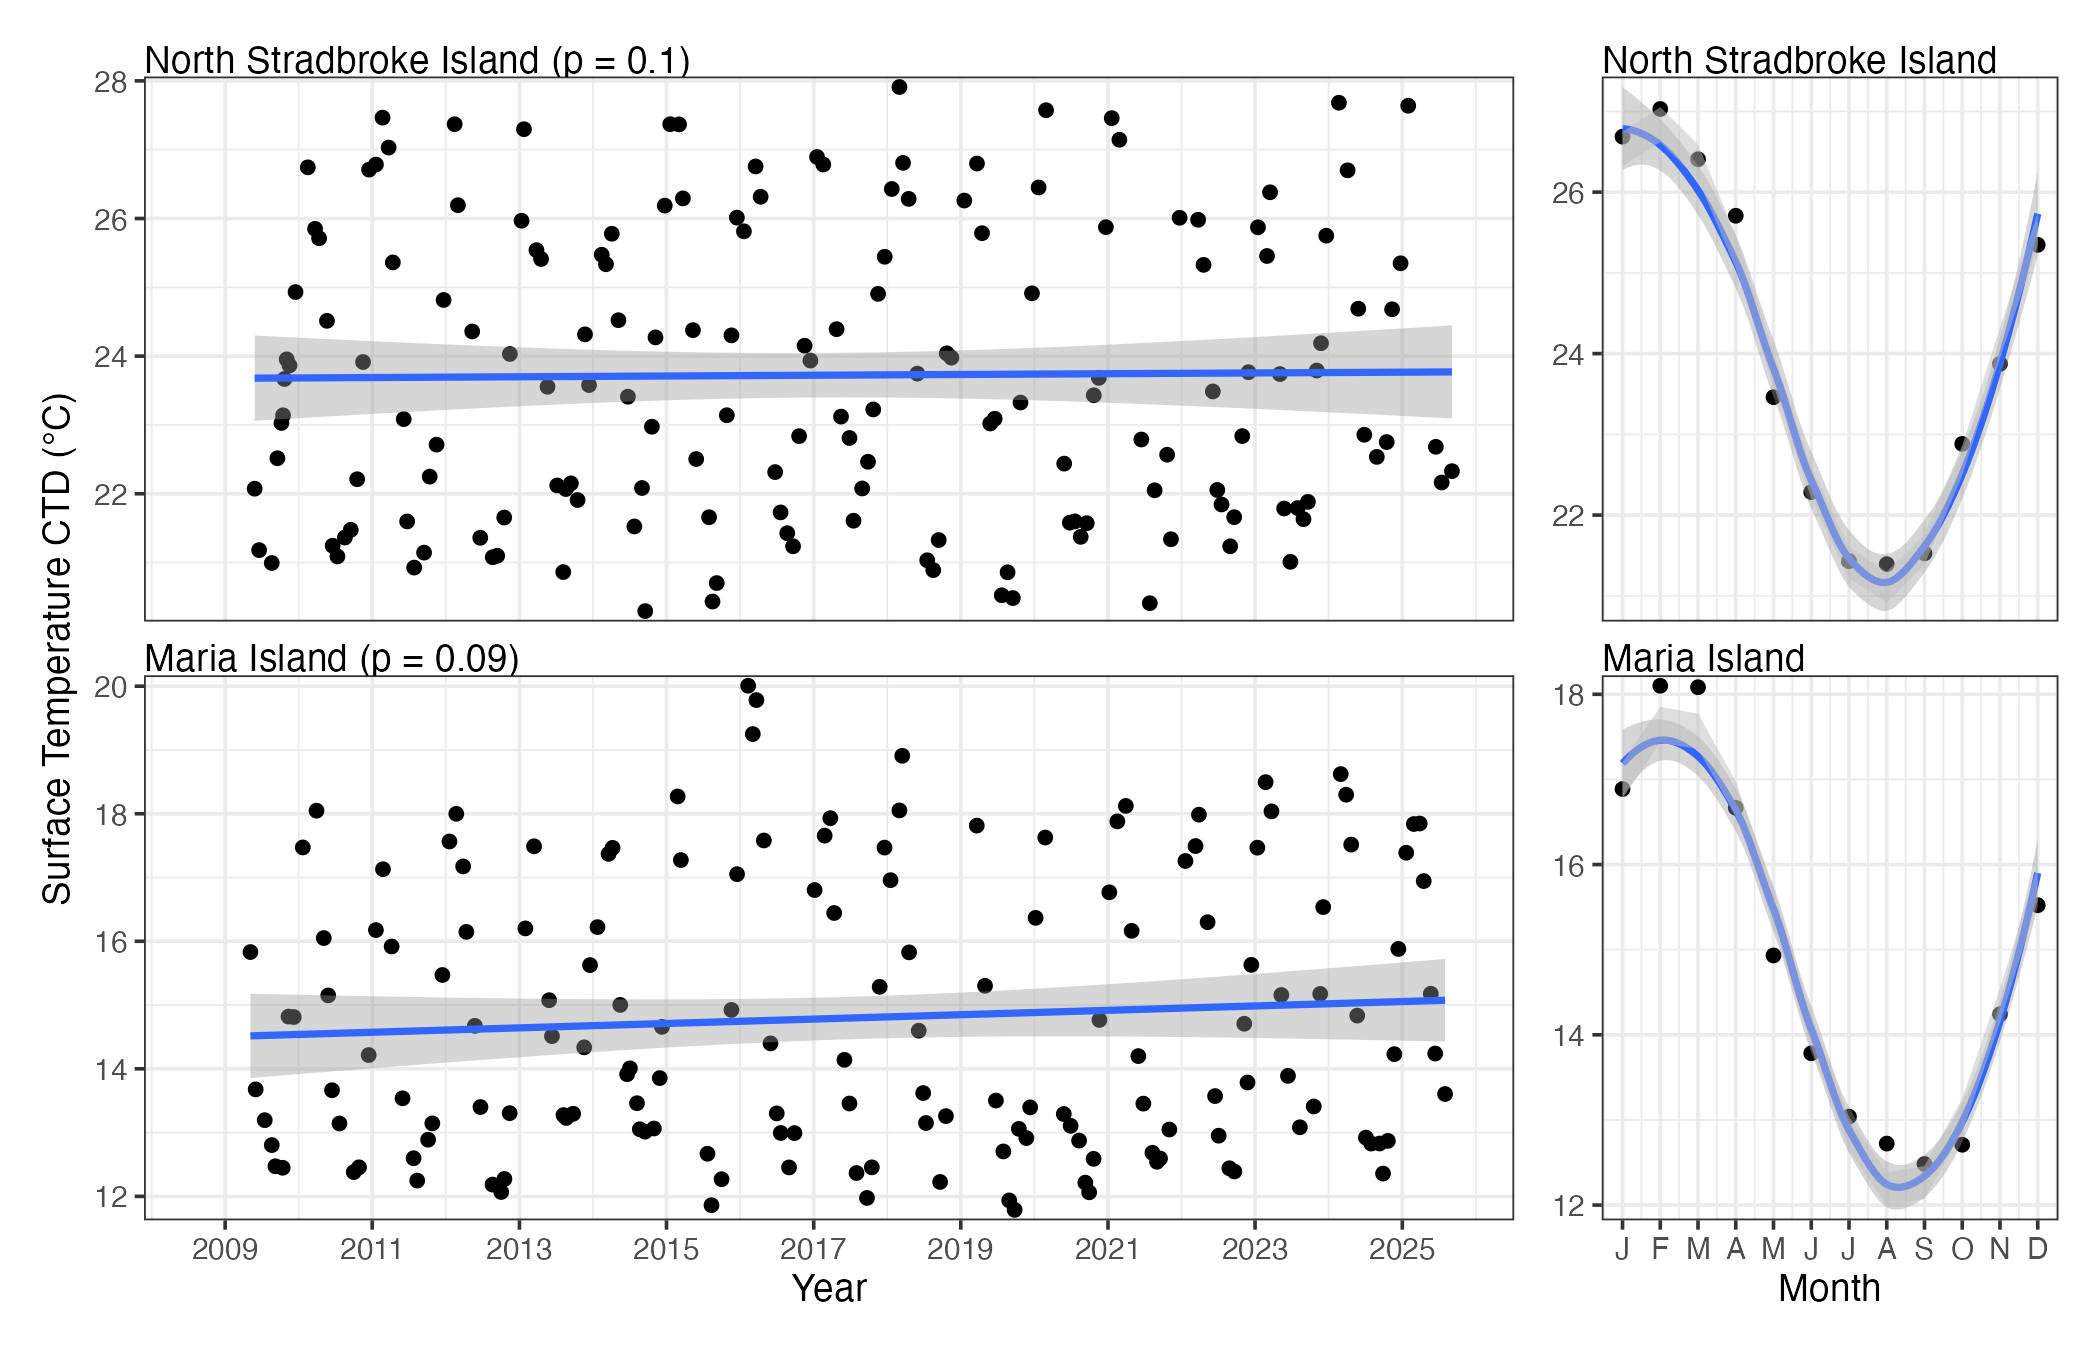 North Stradbroke Island (p = 0.1)
North Stradbroke Island
28
26
24
22
26
24
22
Surface Temperature CTD (°C)
Maria Island (p = 0.09)
Maria Island
20
18
16
14
12
18
16
14
12
2009 2011 2013 2015 2017 2019 2021 2023 2025
J F M A M J J A S O N D
Year
Month